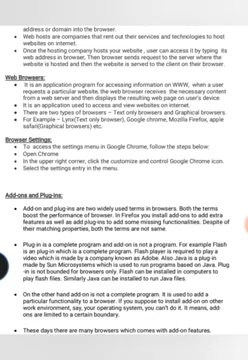 address or domain into the browser.
• Web hosts are companies that rent out their services and technologies to host
websites on internet.
• Once the hosting company hosts your website , user can access it by typing its
web address in browser, Then browser sends request to the server where the
website is hosted and then the website is served to the client on their browser.
Web Browsers:
• It is an application program for accessing information on WWW, when a user
requests a particular website, the web browser receives the necessary content
from a web server and then displays the resulting web page on user's device.
• It is an application used to access and view websites on internet.
• There are two types of browsers – Text only browsers and Graphical browsers.
• For Example – Lynx(Text only browser), Google chrome, Mozilla Firefox, Apple
safari(Graphical browsers) etc.
Browser Settings:
• To access the settings menu in Google Chrome, follow the steps below:
• Open Chrome
• In the upper right corner, click the customize and control Google Chrome icon.
• Select the settings entry in the menu.
Add-ons and Plug-ins:
• Add-on and plug-ins are two widely used terms in browsers. Both the terms
boost the performance of browser. In Firefox you install add-ons to add extra
features as well as add plug-ins to add some missing functionalities. Despite of
their matching properties, both the terms are not same.
• Plug-in is a complete program and add-on is not a program. For example Flash
is an plug-in which is a complete program. Flash player is required to play a
video which is made by a company known as Adobe. Also Java is a plug-in
made by Sun Microsystems which is used to run programs based on Java. Plug
-in is not bundled for browsers only. Flash can be installed in computers to
play flash files. Similarly Java can be installed to run Java files.
• On the other hand add-on is not a complete program. It is used to add a
particular functionality to a browser. If you suppose to install add-on on other
work environment, say, your operating system, you can't do it. It means, add-
ons are limited to a certain boundary.
• These days there are many browsers which comes with add-on features.